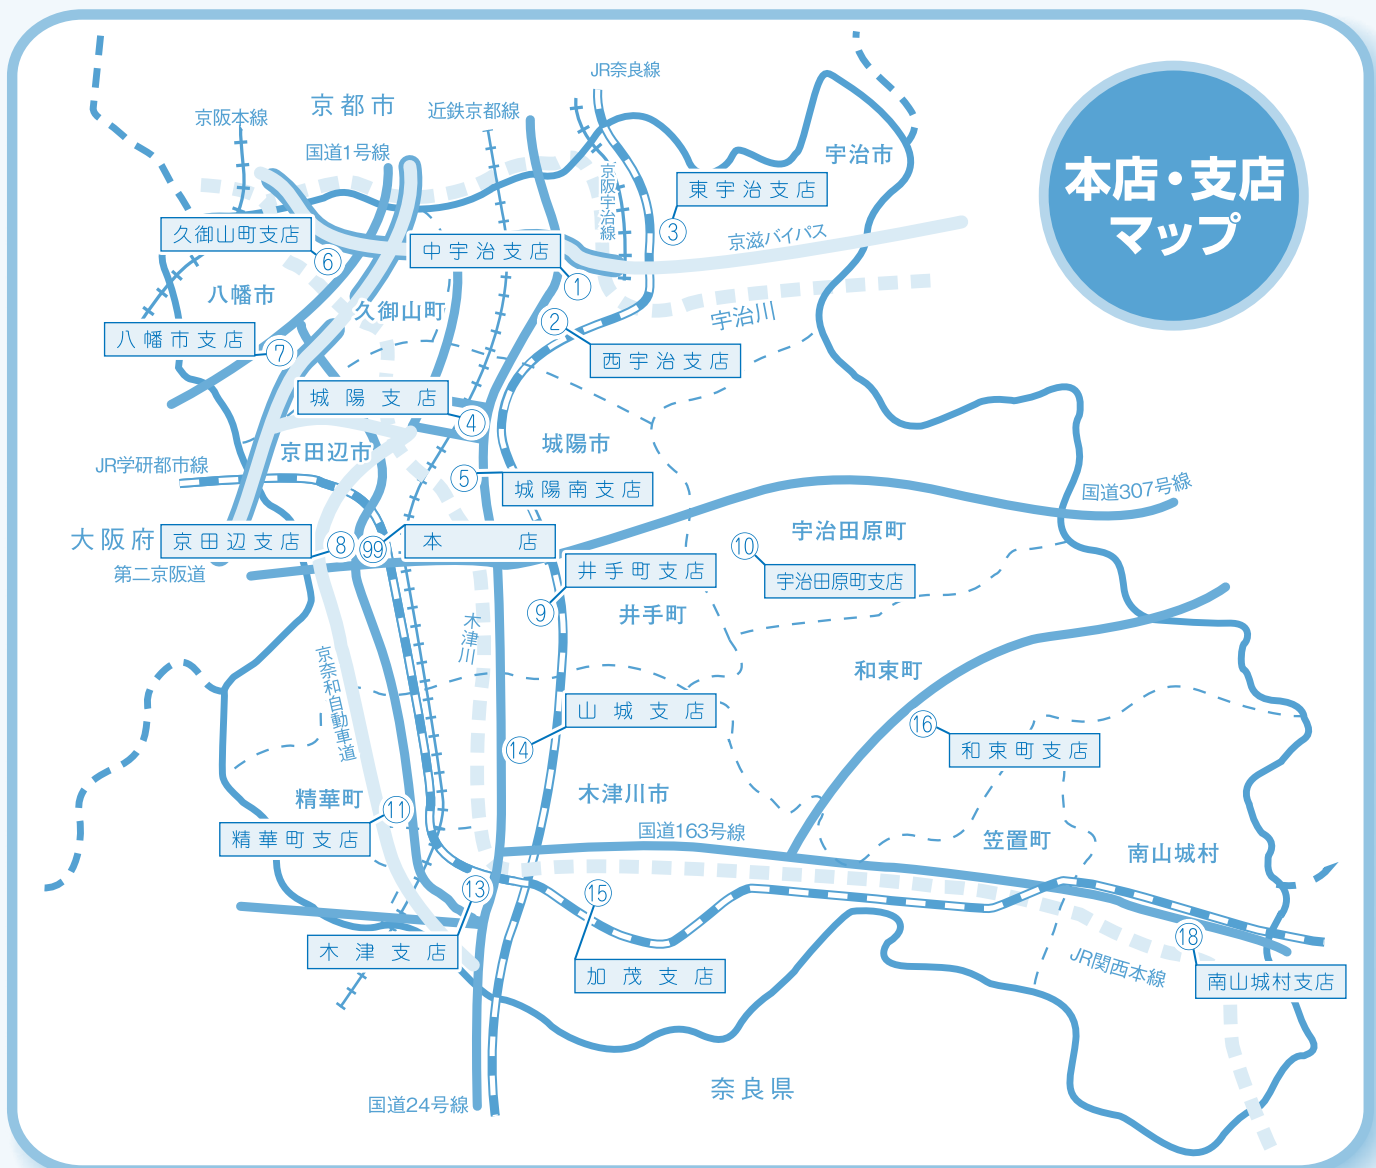 JR奈良線
京都市
近鉄京都線
京阪本線
国道1号線
宇治市
本店・支店
マップ
京阪宇治線
東宇治支店
③
久御山町支店
⑥
中宇治支店
①
京滋バイパス
八幡市
久御山町
宇治川
②
八幡市支店
⑦
西宇治支店
城陽支店
④
城陽市
京田辺市
JR学研都市線
⑤
城陽南支店
国道307号線
宇治田原町
大阪府
京田辺支店
⑧
99
本店
⑩
第二京阪道
井手町支店
宇治田原町支店
⑨
井手町
木津川
京奈和自動車道
和束町
山城支店
⑭
⑯
和束町支店
精華町
⑪
木津川市
精華町支店
国道163号線
笠置町
南山城村
⑬
⑮
木津支店
加茂支店
⑱
JR関西本線
南山城村支店
奈良県
国道24号線